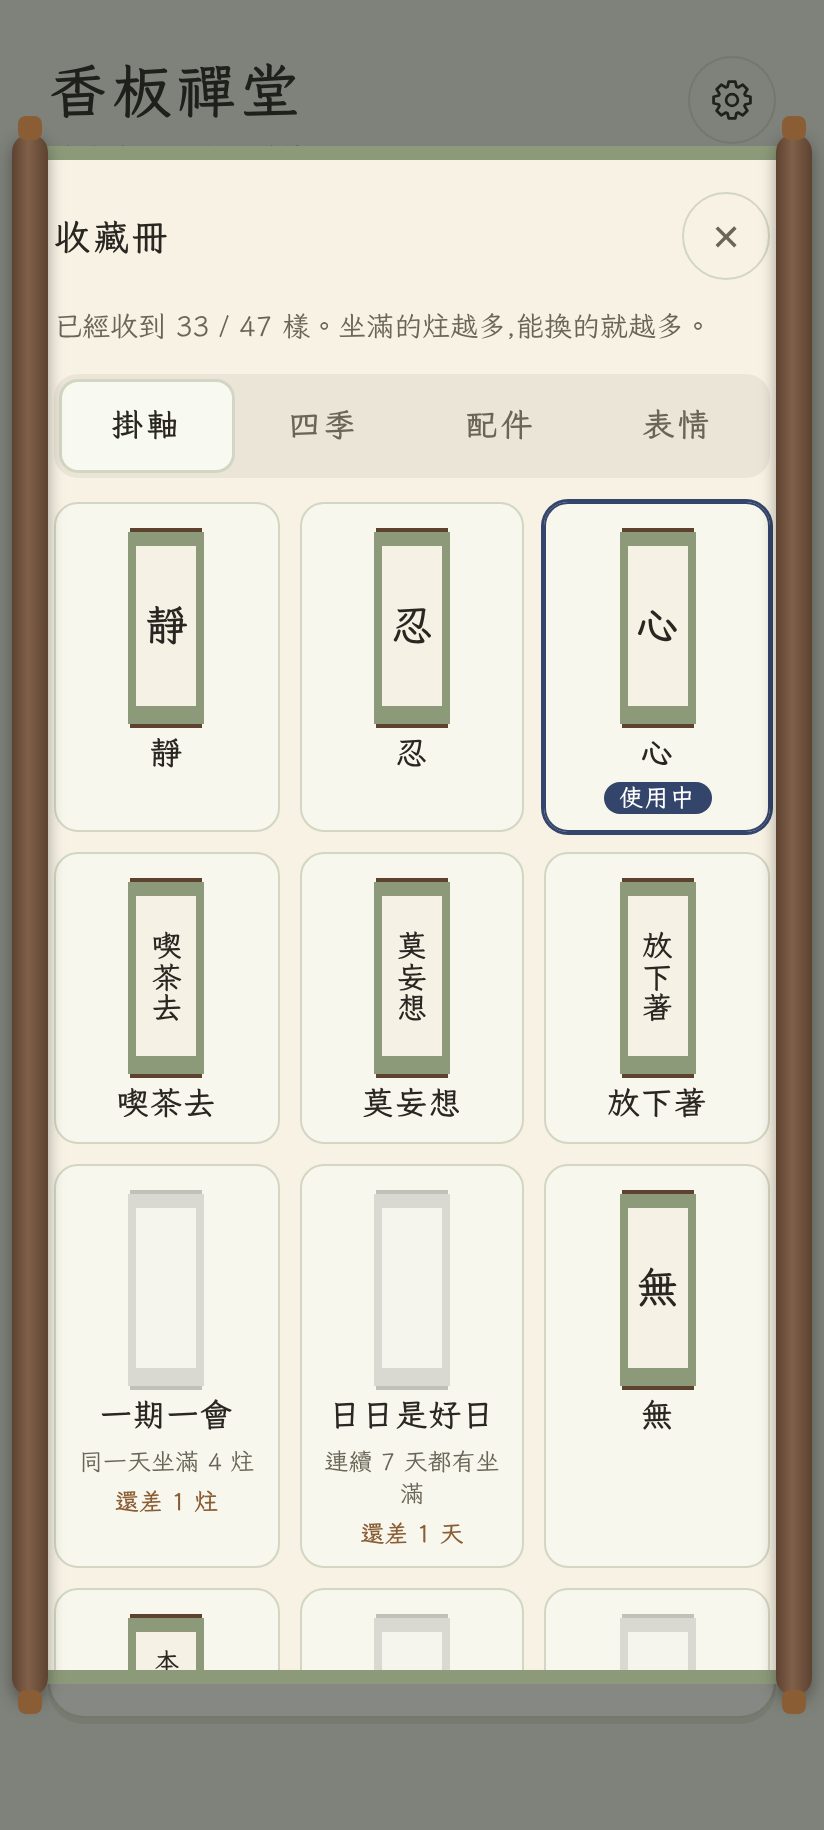 香板禪堂
收藏冊
已經收到 33 / 47 樣。坐滿的炷越多,能換的就越多。
掛軸 四季 配件 表情
靜 忍 心
靜 忍 心
使用中
喫茶去 莫妄想 放下著
喫茶去 莫妄想 放下著
無
一期一會 日日是好日 無
同一天坐滿 4 炷
還差 1 炷
連續 7 天都有坐
滿
還差 1 天
本